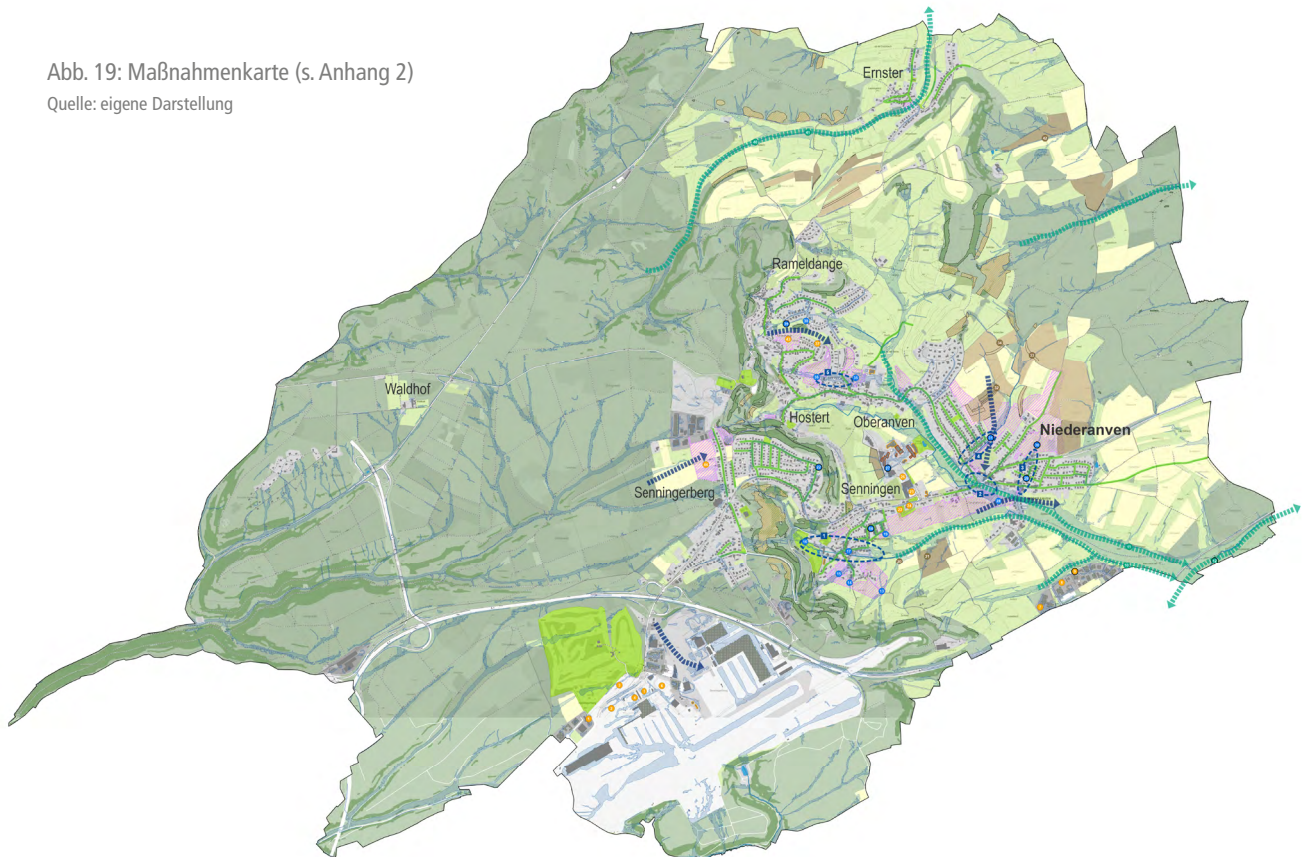 Abb. 19: Maßnahmenkarte (s. Anhang 2)
Quelle: eigene Darstellung
Ernster
Rameldange
Waldhof
Hostert
Oberanven
Niederanven
Senningerberg
Senningen